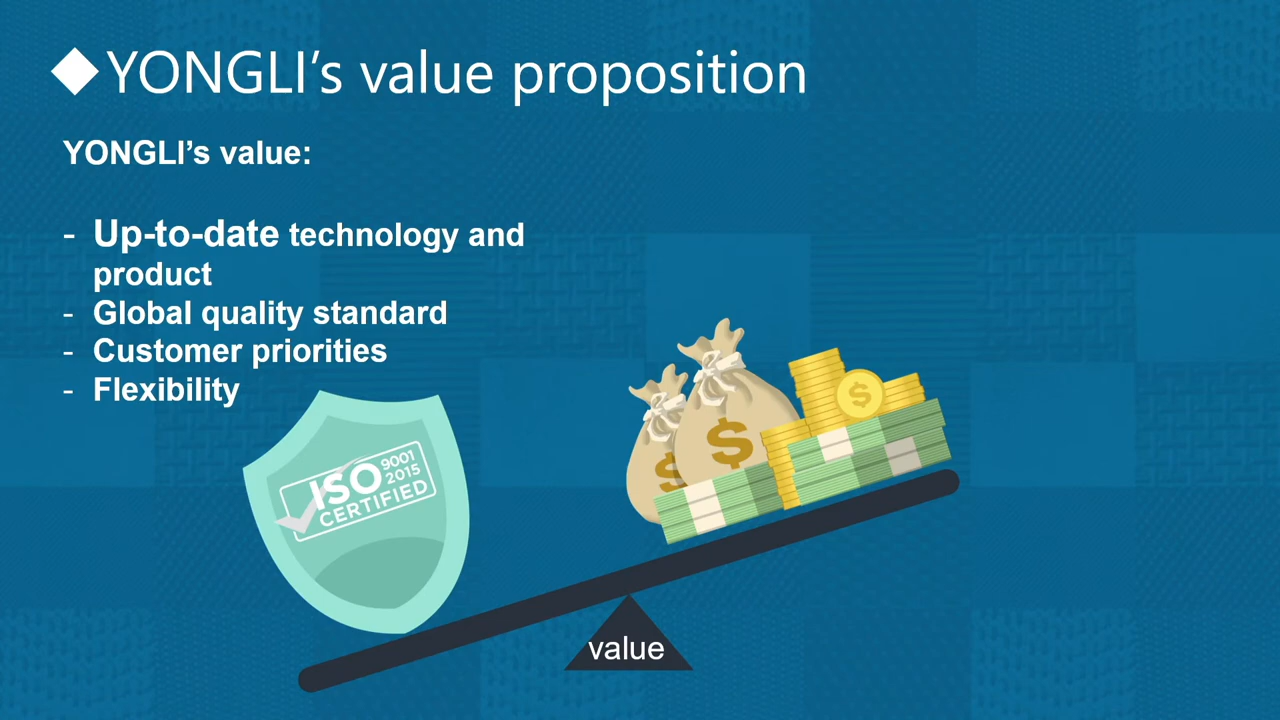 ◆YONGLI’s value proposition
YONGLI’s value:
- Up-to-date technology and
product
- Global quality standard
- Customer priorities
- Flexibility
ISO 9001
2015
CERTIFIED
$
$
$
value